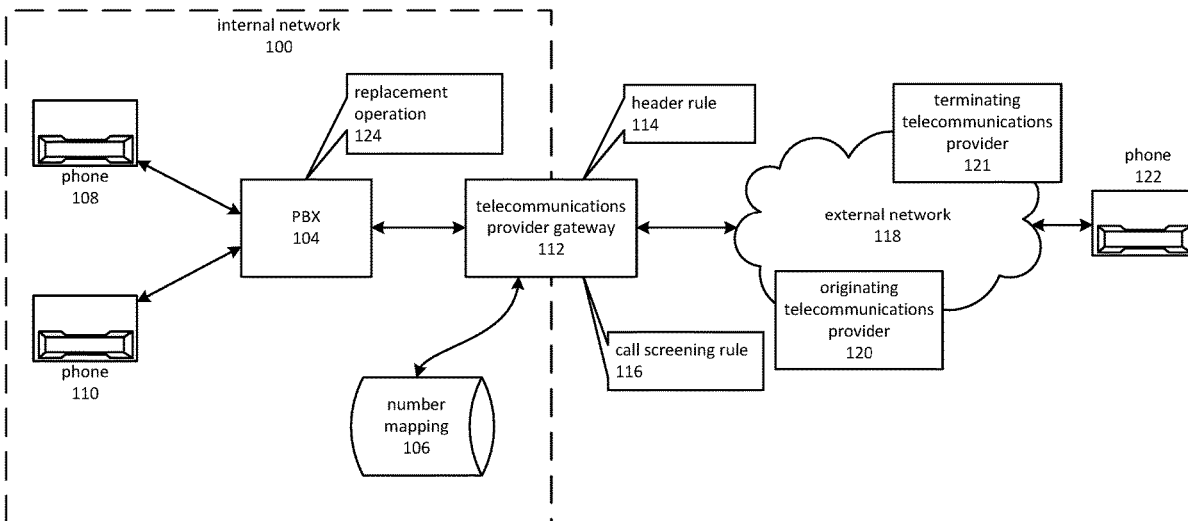 internal network
100
replacement
operation
124
header rule
114
terminating
telecommunications
provider
121
phone
108
phone
122
PBX
104
telecommunications
provider gateway
112
external network
118
originating
telecommunications
provider
120
call screening rule
116
phone
110
number
mapping
106